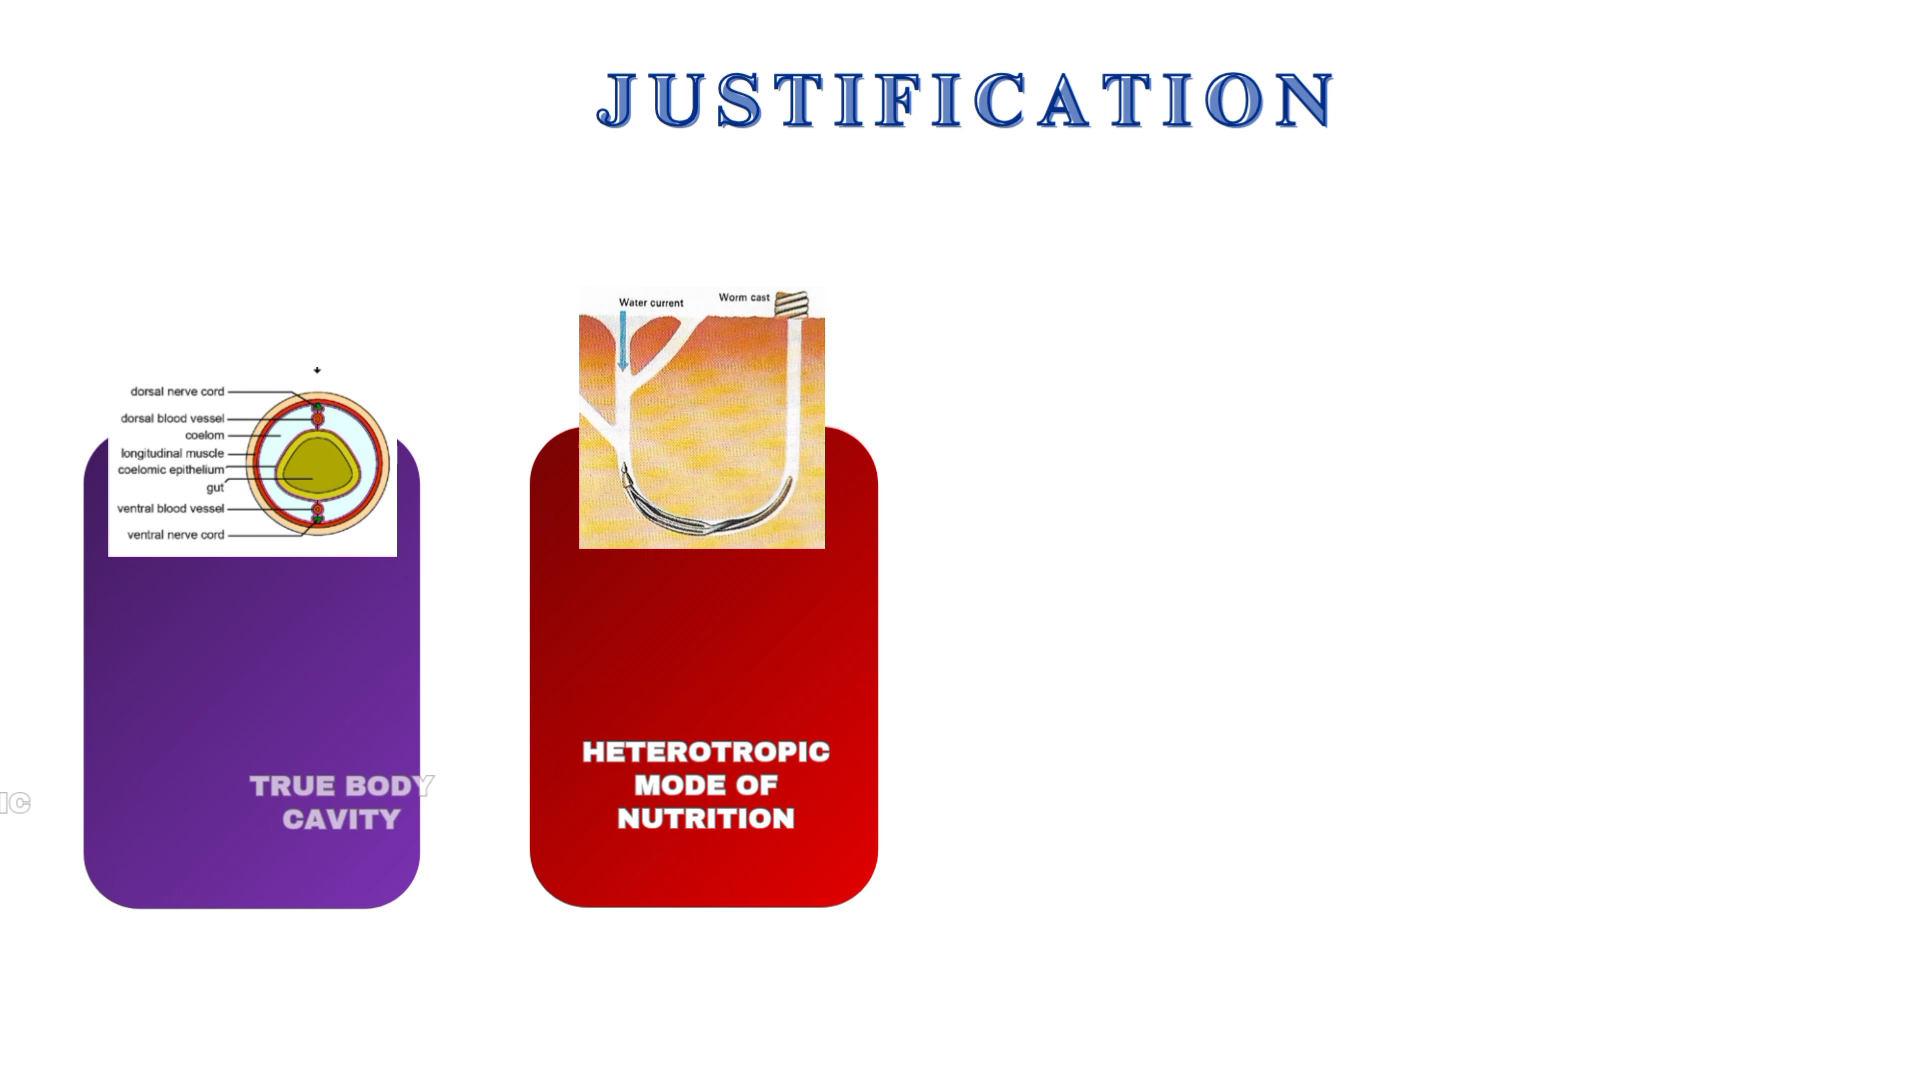 JUSTIFICATION
Water current
Worm cast
dorsal nerve cord
dorsal blood vessel
coelom
longitudinal muscle
coelomic epithelium
gut
ventral blood vessel
ventral nerve cord
TRUE BODY
CAVITY
HETEROTROPIC
MODE OF
NUTRITION
IC